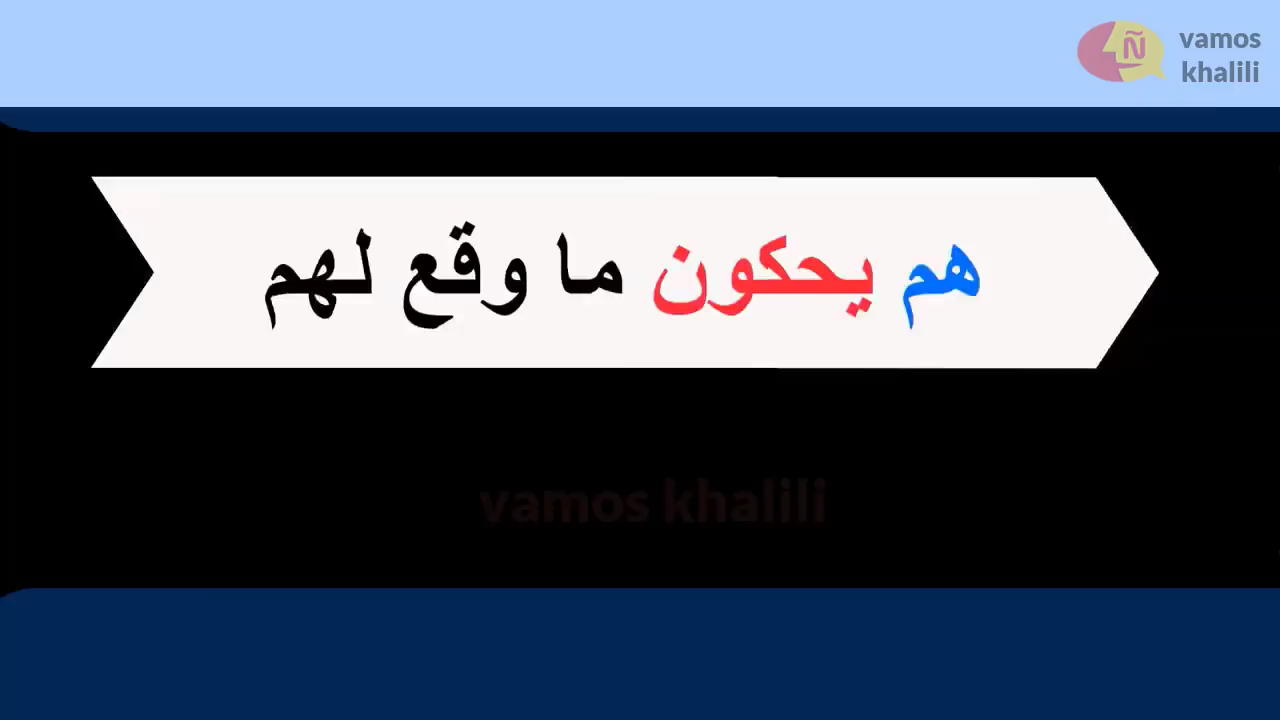 vamos
khalili
هم يحكون ما وقع لهم
vamos khalili